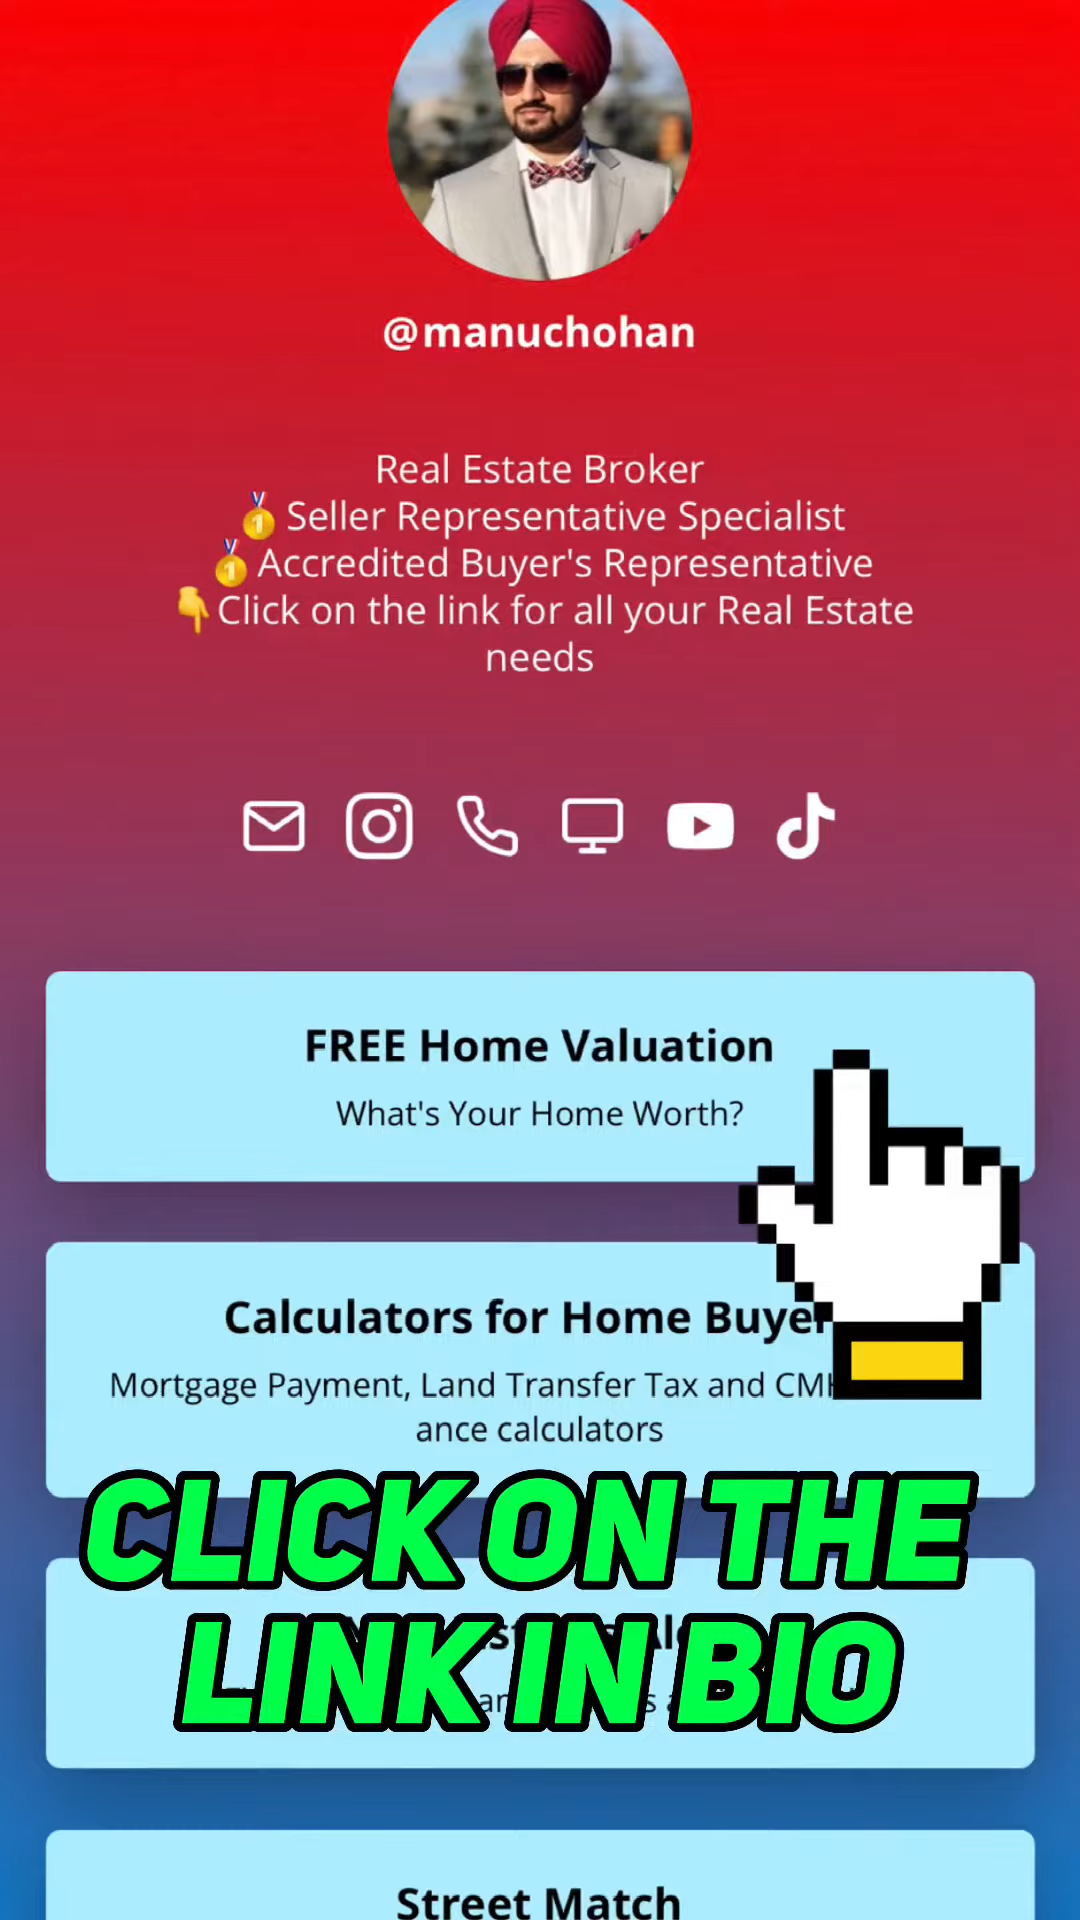 @manuchohan
Real Estate Broker
🥇 Seller Representative Specialist
🥇 Accredited Buyer's Representative
👇Click on the link for all your Real Estate
needs
FREE Home Valuation
What's Your Home Worth?
Calculators for Home
Mortgage Payment, Land Transfer Tax and
ance calculators
CLICK ON THE
LINK IN BIO
Street Match